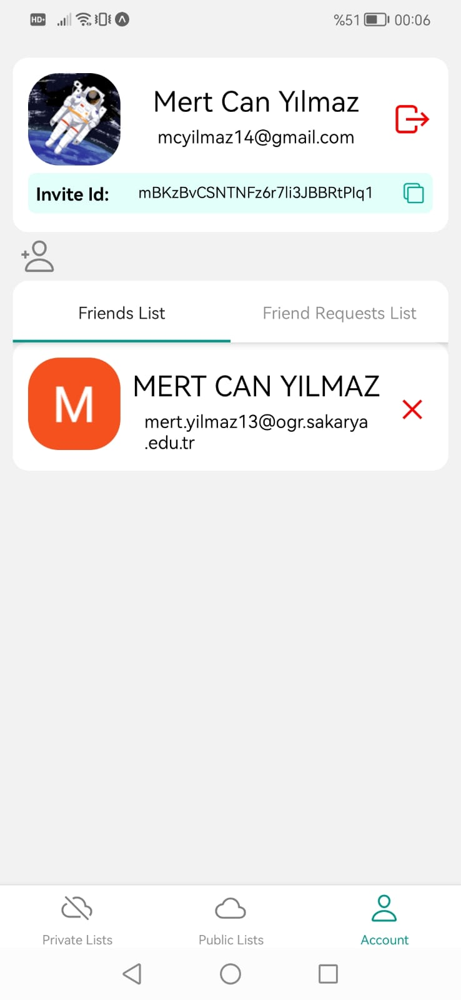 HD+ %51 00:06
Mert Can Yılmaz
mcyilmaz14@gmail.com
Invite Id: mBKzBvCSNTNFz6r7li3JBBRtPlq1
Friends List Friend Requests List
M
MERT CAN YILMAZ
mert.yilmaz13@ogr.sakarya
.edu.tr
Private Lists Public Lists Account